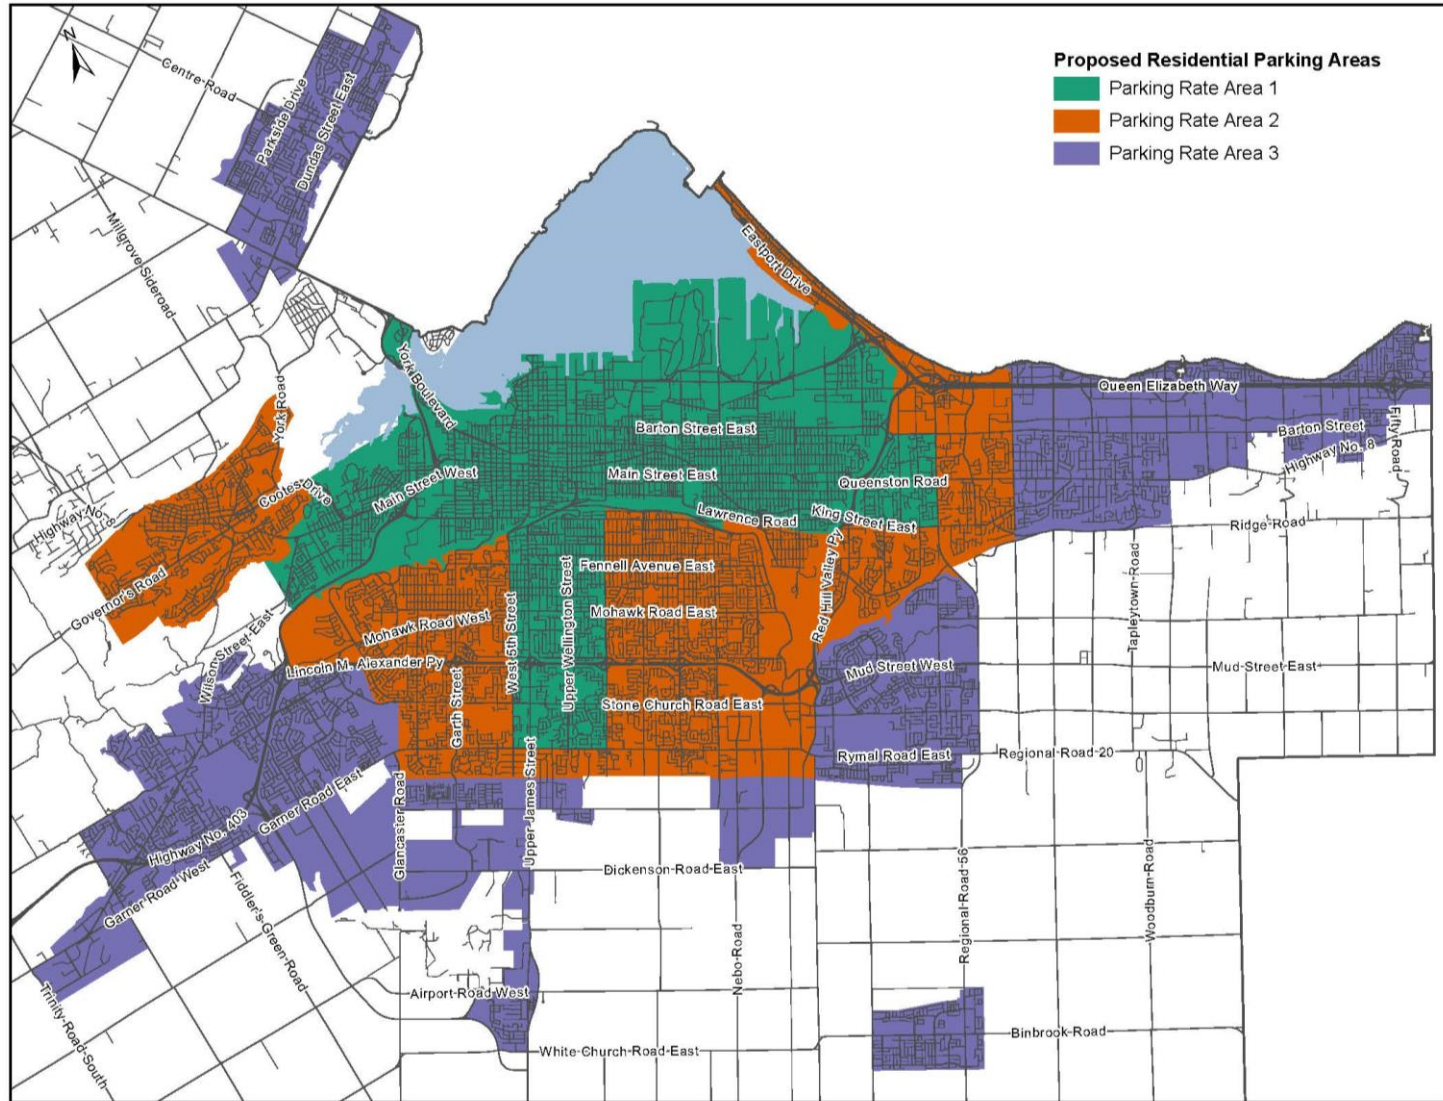 N
Proposed Residential Parking Areas
Parking Rate Area 1
Parking Rate Area 2
Parking Rate Area 3
Centre Road
Parkside Drive
Dundas Street East
Millgrove Sideroad
Eastport Drive
York Boulevard
York Road
Queen Elizabeth Way
Barton Street East
Barton Street
Fifty Road
Highway No. 8
Main Street West
Main Street East
Queenston Road
Cootes Drive
Highway No. 8
Lawrence Road
King Street East
Ridge Road
Governor's Road
Fennell Avenue East
Mohawk Road East
Mohawk Road West
West 5th Street
Upper Wellington Street
Red Hill Valley Py
Tapleytown Road
Wilson Street East
Lincoln M. Alexander Py
Mud Street West
Mud Street East
Garth Street
Stone Church Road East
Rymal Road East
Regional Road 20
Upper James Street
Glancaster Road
Garner Road East
Highway No. 403
Garner Road West
Fiddler's Green Road
Dickenson Road East
Nebo Road
Regional Road 56
Woodburn Road
Trinity Road South
Airport Road West
Binbrook Road
White Church Road East